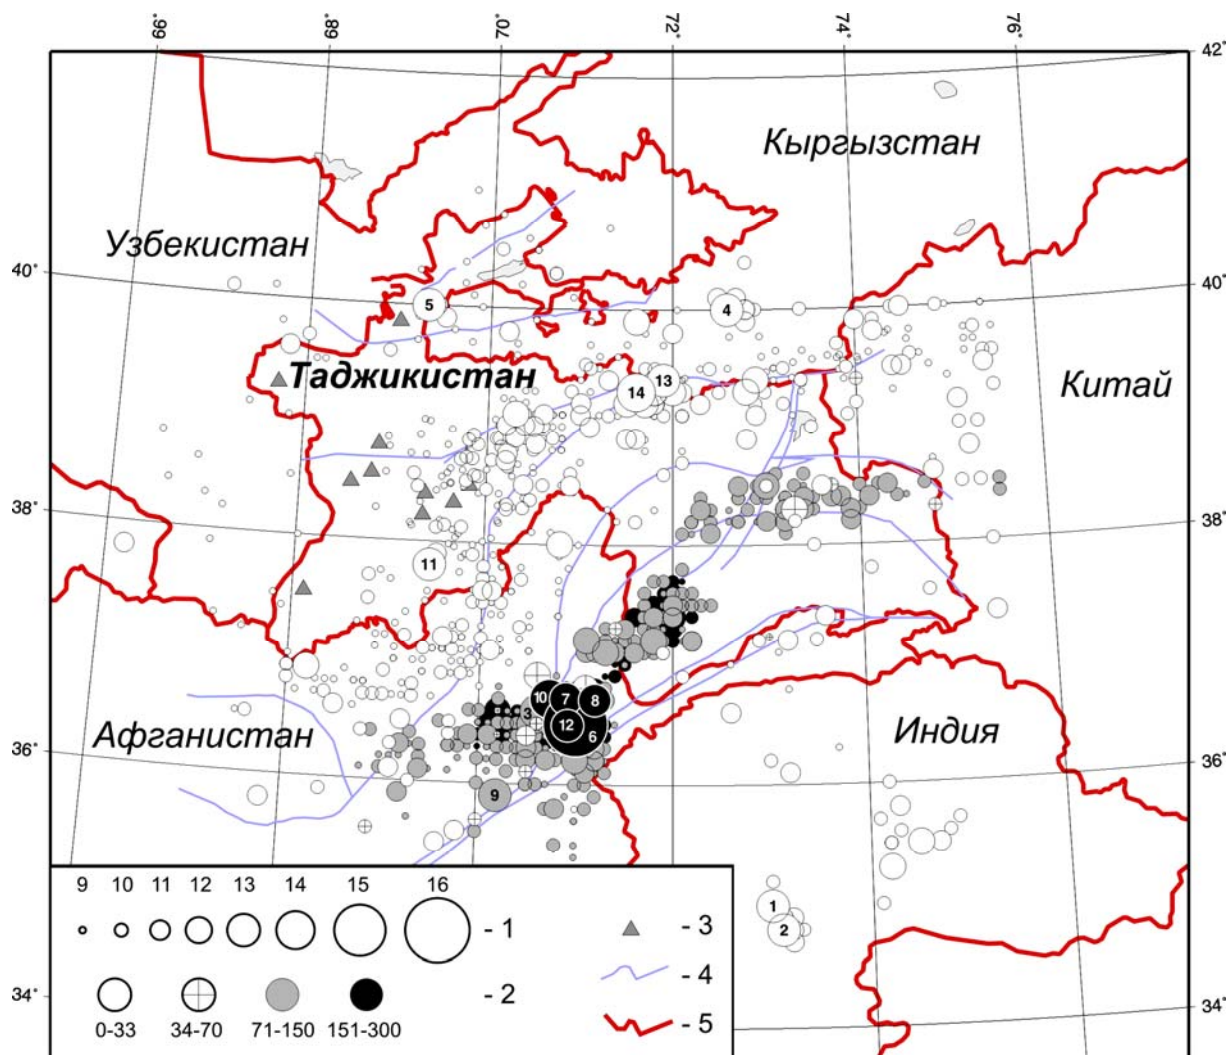 66° 68° 70° 72° 74° 76°
42°
Кыргызстан
Узбекистан
40° 40°
5 4
Таджикистан
13
14
Китай
38° 38°
11
10 7 8
3
12 6
Афганистан
Индия
36° 36°
9
1
2
9 10 11 12 13 14 15 16
- 1 - 3
- 4
- 2
0-33 34-70 71-150 151-300
- 5
34° 34°